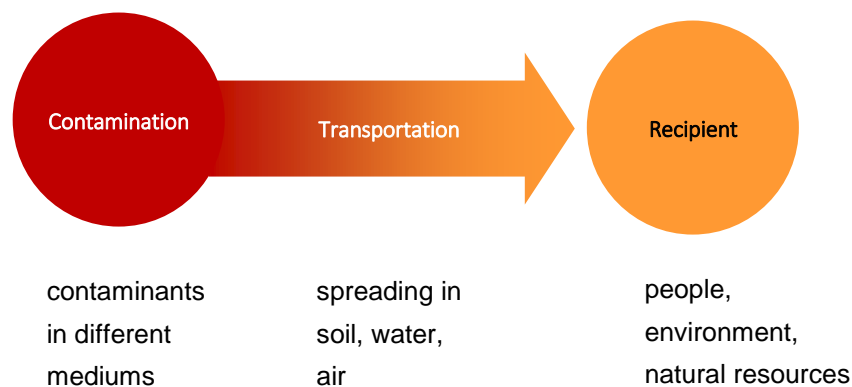 Contamination
Transportation
Recipient
contaminants
in different
mediums
spreading in
soil, water,
air
people,
environment,
natural resources